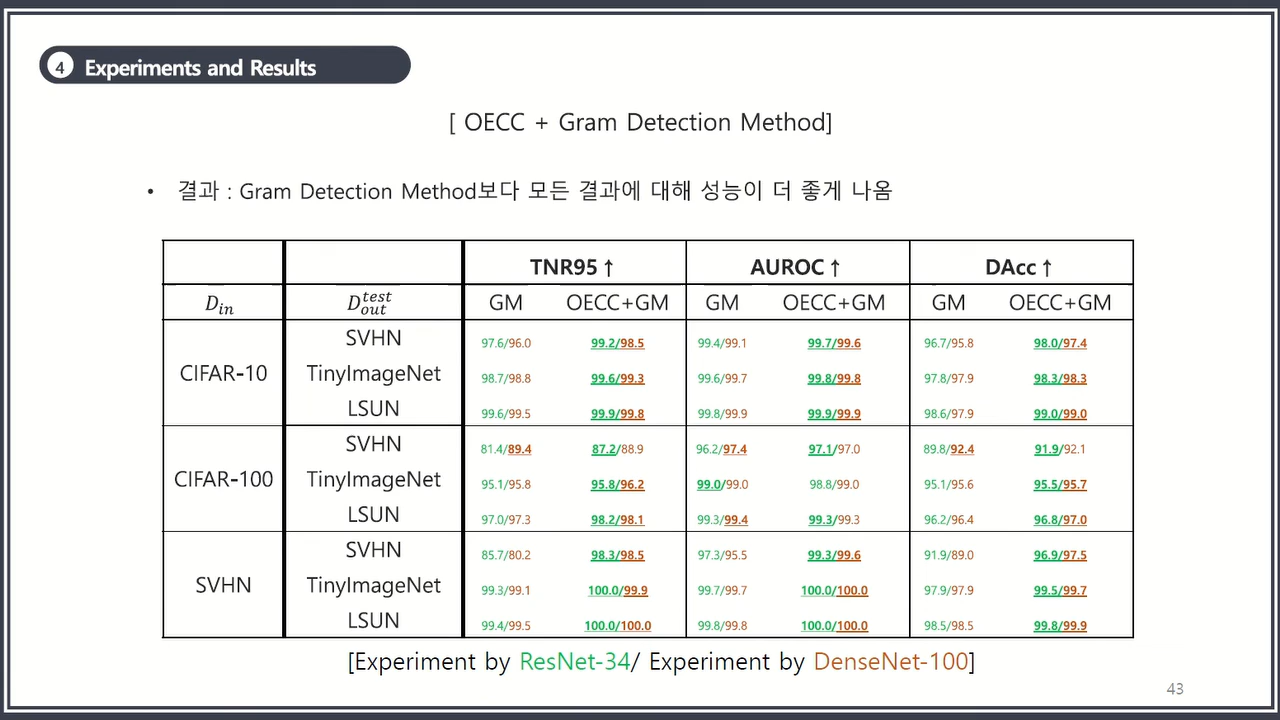 4 Experiments and Results
[ OECC + Gram Detection Method]
• 결과 : Gram Detection Method보다 모든 결과에 대해 성능이 더 좋게 나옴
TNR95 ↑ AUROC ↑ DAcc ↑
D_in D_out^test GM OECC+GM GM OECC+GM GM OECC+GM
SVHN 97.6/96.0 99.2/98.5 99.4/99.1 99.7/99.6 96.7/95.8 98.0/97.4
CIFAR-10 TinyImageNet 98.7/98.8 99.6/99.3 99.6/99.7 99.8/99.8 97.8/97.9 98.3/98.3
LSUN 99.6/99.5 99.9/99.8 99.8/99.9 99.9/99.9 98.6/97.9 99.0/99.0
SVHN 81.4/89.4 87.2/88.9 96.2/97.4 97.1/97.0 89.8/92.4 91.9/92.1
CIFAR-100 TinyImageNet 95.1/95.8 95.8/96.2 99.0/99.0 98.8/99.0 95.1/95.6 95.5/95.7
LSUN 97.0/97.3 98.2/98.1 99.3/99.4 99.3/99.3 96.2/96.4 96.8/97.0
SVHN 85.7/80.2 98.3/98.5 97.3/95.5 99.3/99.6 91.9/89.0 96.9/97.5
SVHN TinyImageNet 99.3/99.1 100.0/99.9 99.7/99.7 100.0/100.0 97.9/97.9 99.5/99.7
LSUN 99.4/99.5 100.0/100.0 99.8/99.8 100.0/100.0 98.5/98.5 99.8/99.9
[Experiment by ResNet-34/ Experiment by DenseNet-100]
43